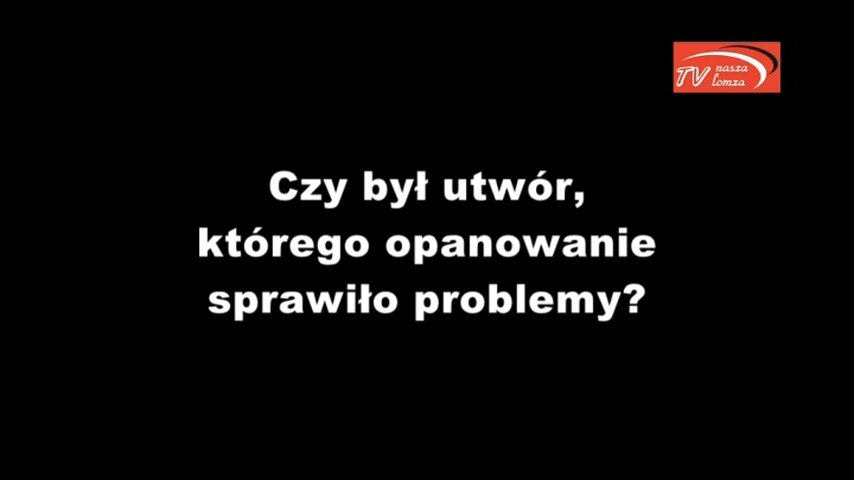 TV nasza
łomża
Czy był utwór,
którego opanowanie
sprawiło problemy?